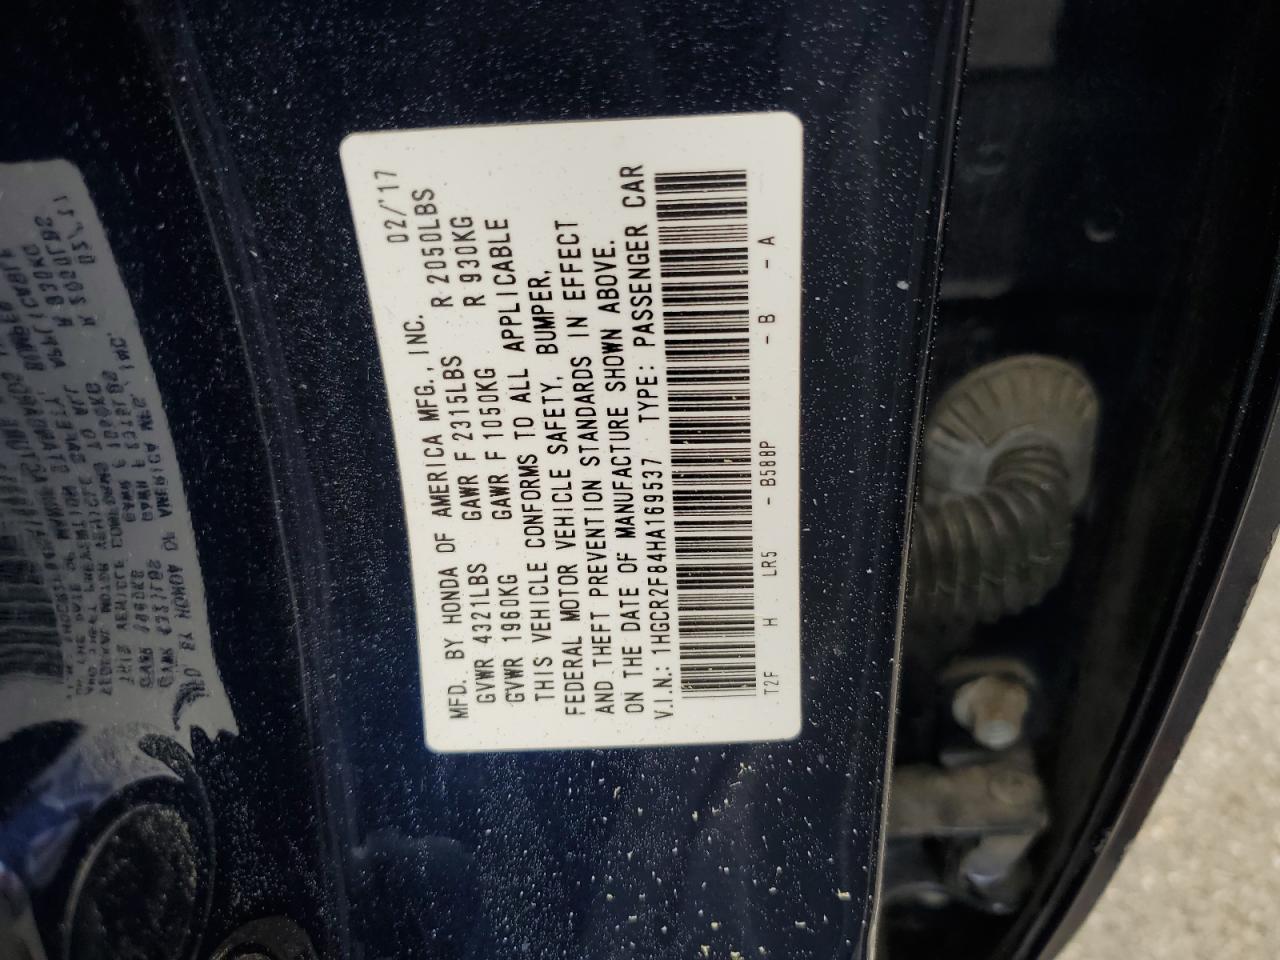 MFD. BY HONDA OF AMERICA MFG., INC. 02/'17
GVWR 4321LBS GAWR F 2315LBS R 2050LBS
GVWR 1960KG GAWR F 1050KG R 930KG
THIS VEHICLE CONFORMS TO ALL APPLICABLE
FEDERAL MOTOR VEHICLE SAFETY, BUMPER,
AND THEFT PREVENTION STANDARDS IN EFFECT
ON THE DATE OF MANUFACTURE SHOWN ABOVE.
V.I.N.: 1HGCR2F84HA169537 TYPE: PASSENGER CAR
T2F H LR5 - B588P - B - A